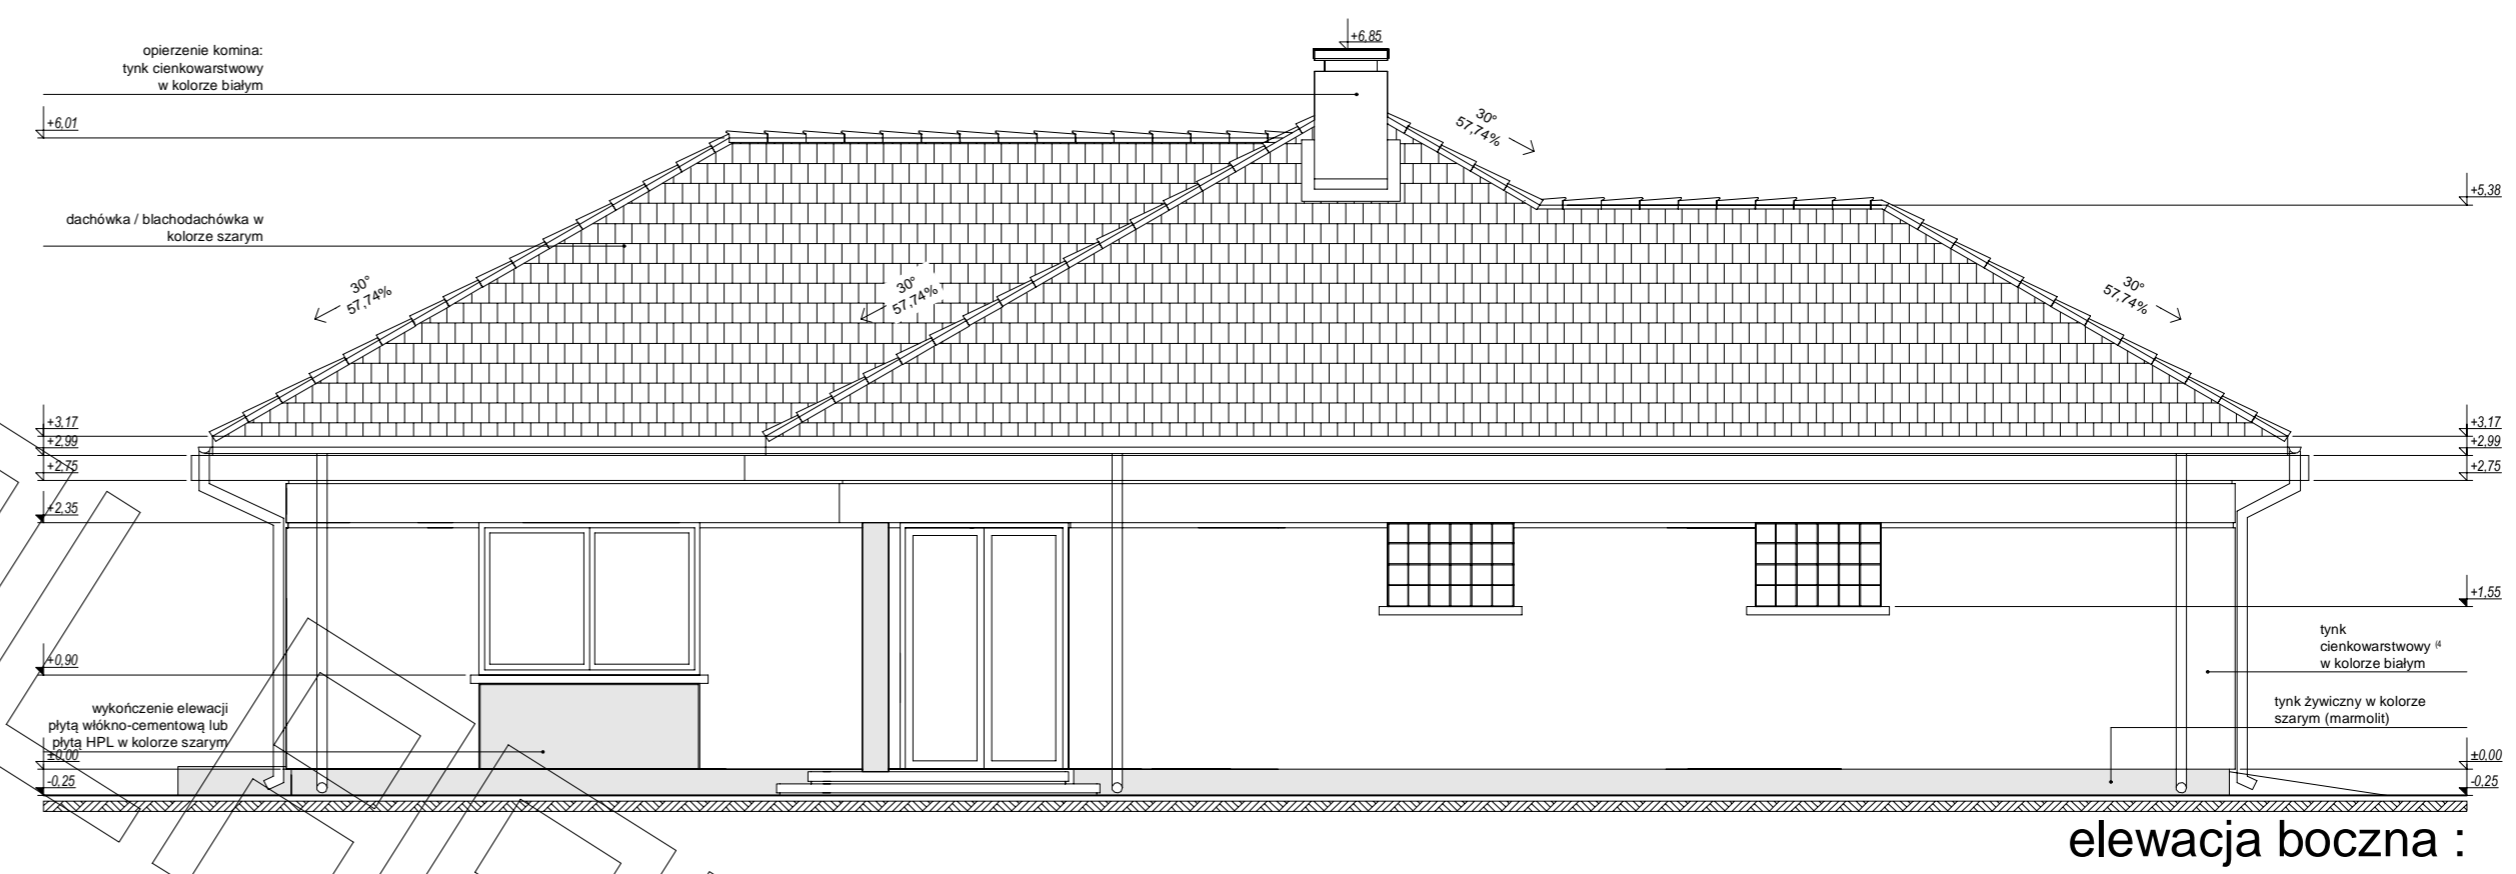 opierzenie komina:
tynk cienkowarstwowy
w kolorze białym
+6,85
+6,01
30°
57,74%
+5,38
dachówka / blachodachówka w
kolorze szarym
30°
57,74%
30°
57,74%
30°
57,74%
+3,17
+2,99
+2,75
+2,35
+3,17
+2,99
+2,75
+1,55
+0,90
tynk
cienkowarstwowy (4
w kolorze białym
wykończenie elewacji
płytą włókno-cementową lub
płytą HPL w kolorze szarym
tynk żywiczny w kolorze
szarym (marmolit)
±0,00
-0,25
±0,00
-0,25
elewacja boczna :